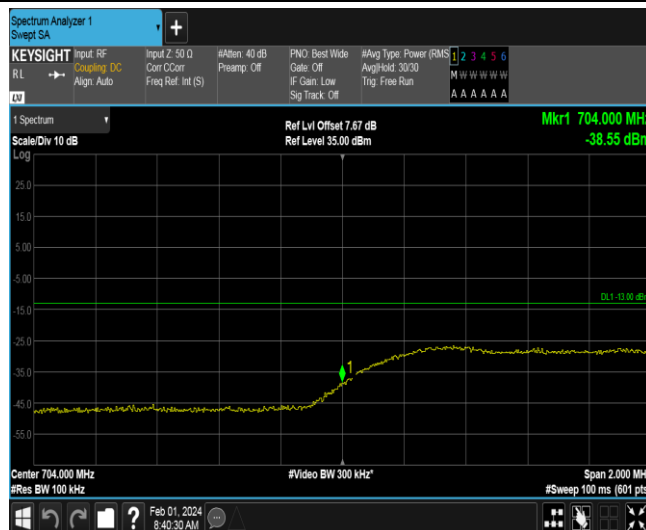 Spectrum Analyzer 1
Swept SA
+
KEYSIGHT Input: RF Input Z: 50 Ω #Atten: 40 dB PNO: Best Wide #Avg Type: Power (RMS 1 2 3 4 5 6
RL Coupling: DC Corr CCorr Preamp: Off Gate: Off Avg|Hold: 30/30 M W W W W W
Align: Auto Freq Ref: Int (S) IF Gain: Low Trig: Free Run
Sig Track: Off A A A A A A
LXI
1 Spectrum Ref Lvl Offset 7.67 dB Mkr1 704.000 MHz
Scale/Div 10 dB Ref Level 35.00 dBm -38.55 dBm
Log
25.0
15.0
5.00
-5.00
DL1 -13.00 dBm
-15.0
-25.0
1
-35.0
-45.0
-55.0
Center 704.000 MHz #Video BW 300 kHz* Span 2.000 MH
#Res BW 100 kHz #Sweep 100 ms (601 pts
? Feb 01, 2024
8:40:30 AM